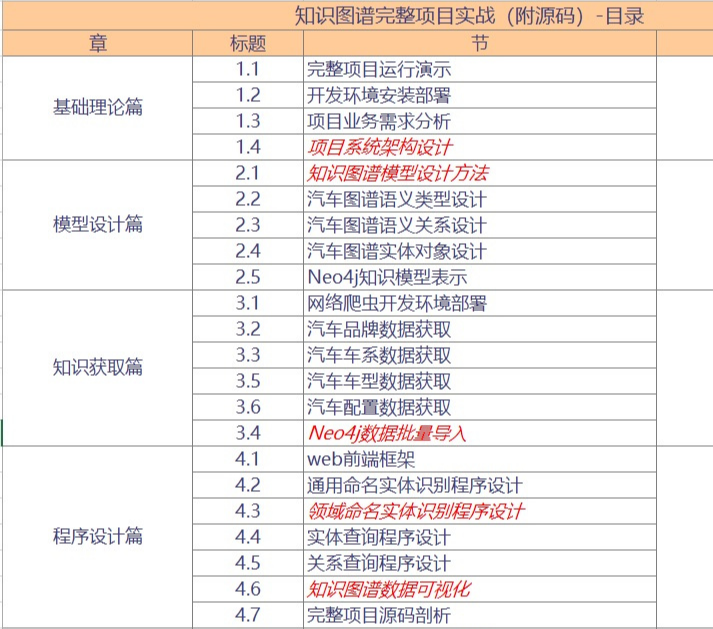 知识图谱完整项目实战（附源码）-目录
章 标题 节
基础理论篇
1.1 完整项目运行演示
1.2 开发环境安装部署
1.3 项目业务需求分析
1.4 项目系统架构设计
模型设计篇
2.1 知识图谱模型设计方法
2.2 汽车图谱语义类型设计
2.3 汽车图谱语义关系设计
2.4 汽车图谱实体对象设计
2.5 Neo4j知识模型表示
知识获取篇
3.1 网络爬虫开发环境部署
3.2 汽车品牌数据获取
3.3 汽车车系数据获取
3.5 汽车车型数据获取
3.6 汽车配置数据获取
3.4 Neo4j数据批量导入
程序设计篇
4.1 web前端框架
4.2 通用命名实体识别程序设计
4.3 领域命名实体识别程序设计
4.4 实体查询程序设计
4.5 关系查询程序设计
4.6 知识图谱数据可视化
4.7 完整项目源码剖析